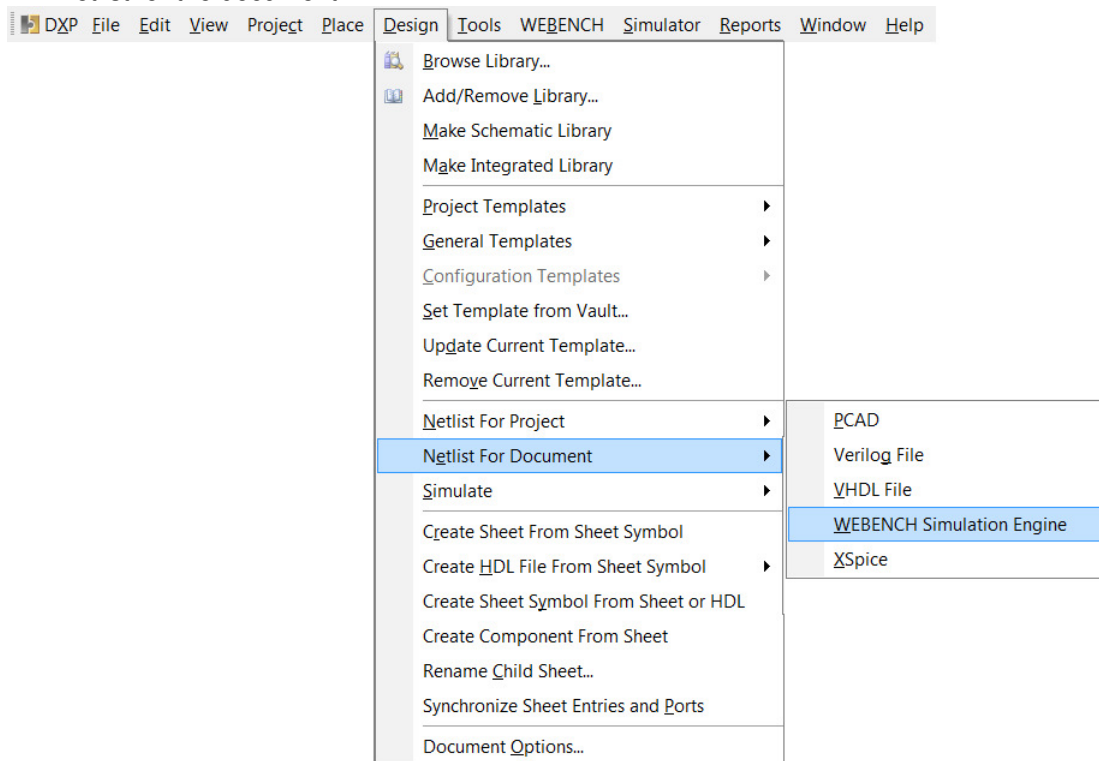 DXP File Edit View Project Place Design Tools WEBENCH Simulator Reports Window Help
Browse Library...
Add/Remove Library...
Make Schematic Library
Make Integrated Library
Project Templates
General Templates
Configuration Templates
Set Template from Vault...
Update Current Template...
Remove Current Template...
Netlist For Project
Netlist For Document
Simulate
Create Sheet From Sheet Symbol
Create HDL File From Sheet Symbol
Create Sheet Symbol From Sheet or HDL
Create Component From Sheet
Rename Child Sheet...
Synchronize Sheet Entries and Ports
Document Options...
PCAD
Verilog File
VHDL File
WEBENCH Simulation Engine
XSpice